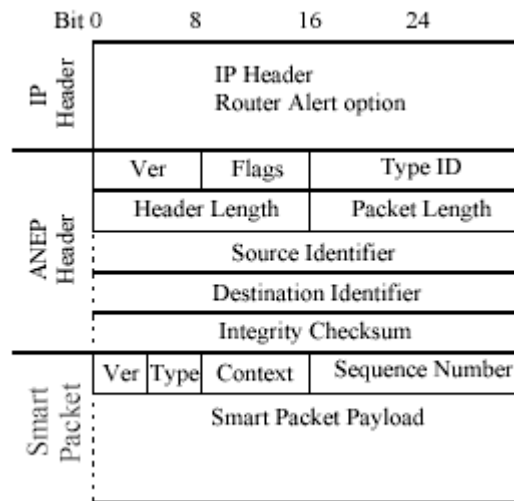 Bit 0 8 16 24
IP Header
IP Header
Router Alert option
ANEP Header
Ver Flags Type ID
Header Length Packet Length
Source Identifier
Destination Identifier
Integrity Checksum
Smart Packet
Ver Type Context Sequence Number
Smart Packet Payload